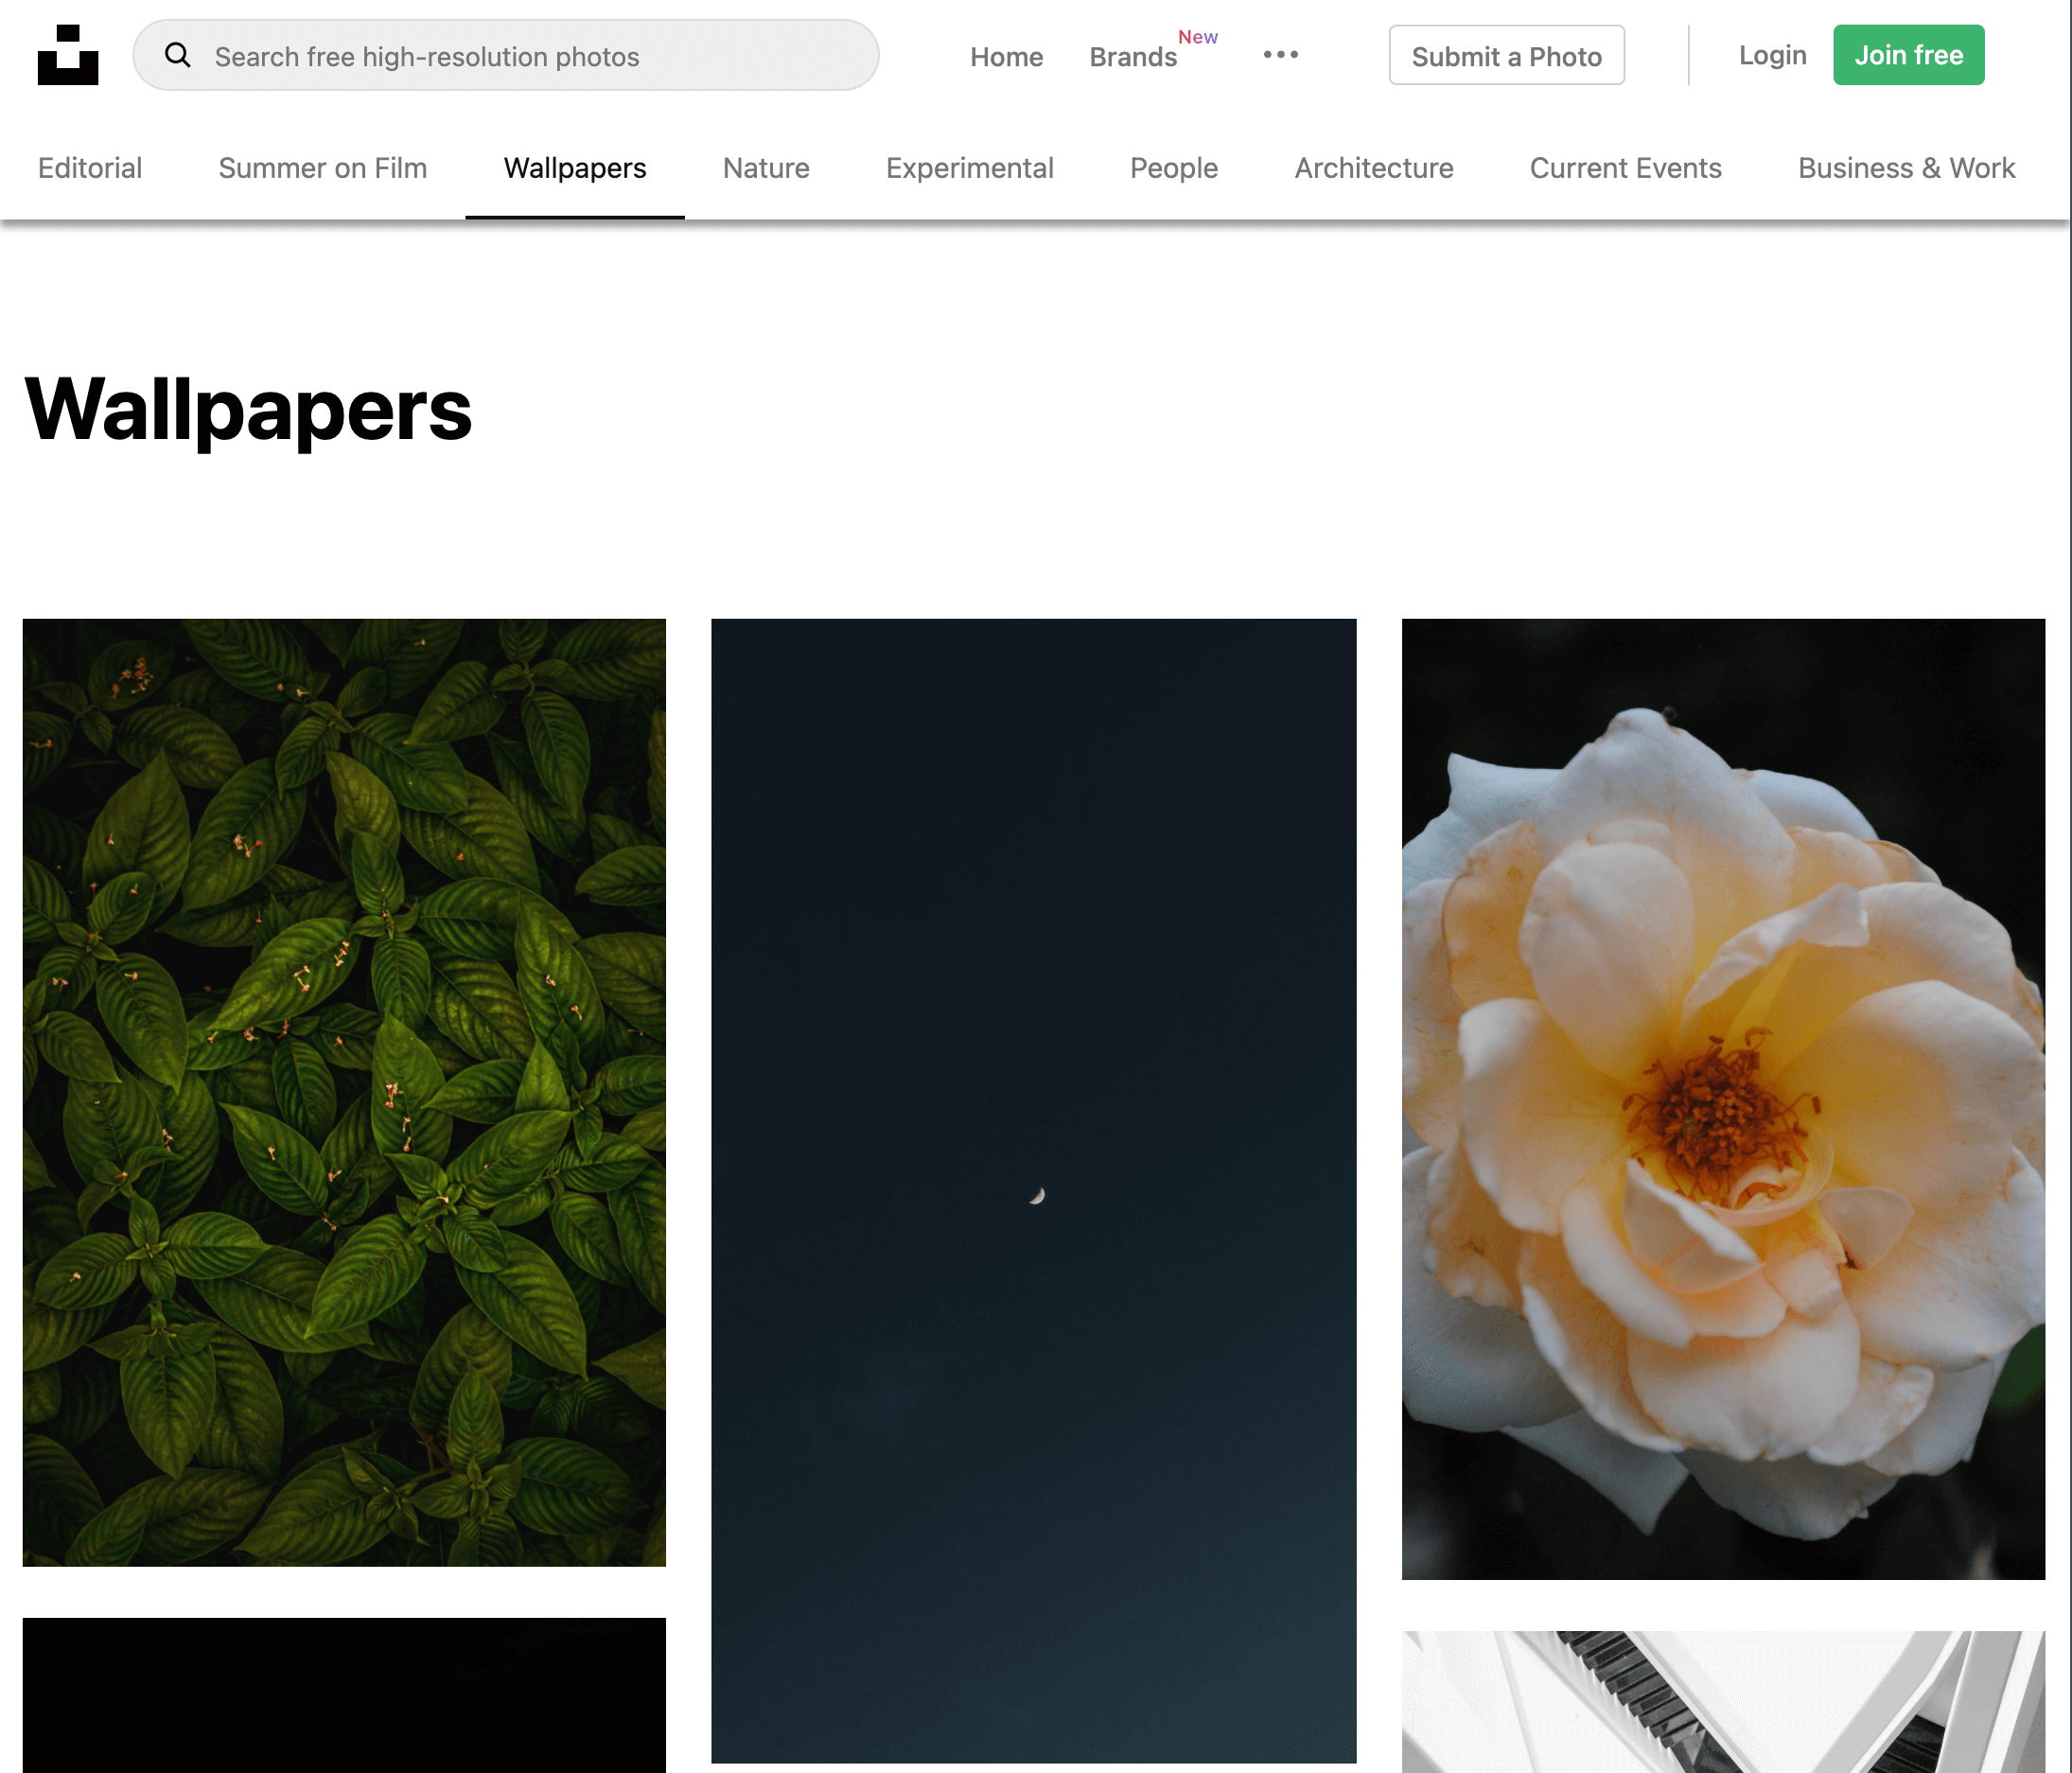 Search free high-resolution photos
Home
Brands
New
Submit a Photo
Login
Join free
Editorial
Summer on Film
Wallpapers
Nature
Experimental
People
Architecture
Current Events
Business & Work
Wallpapers